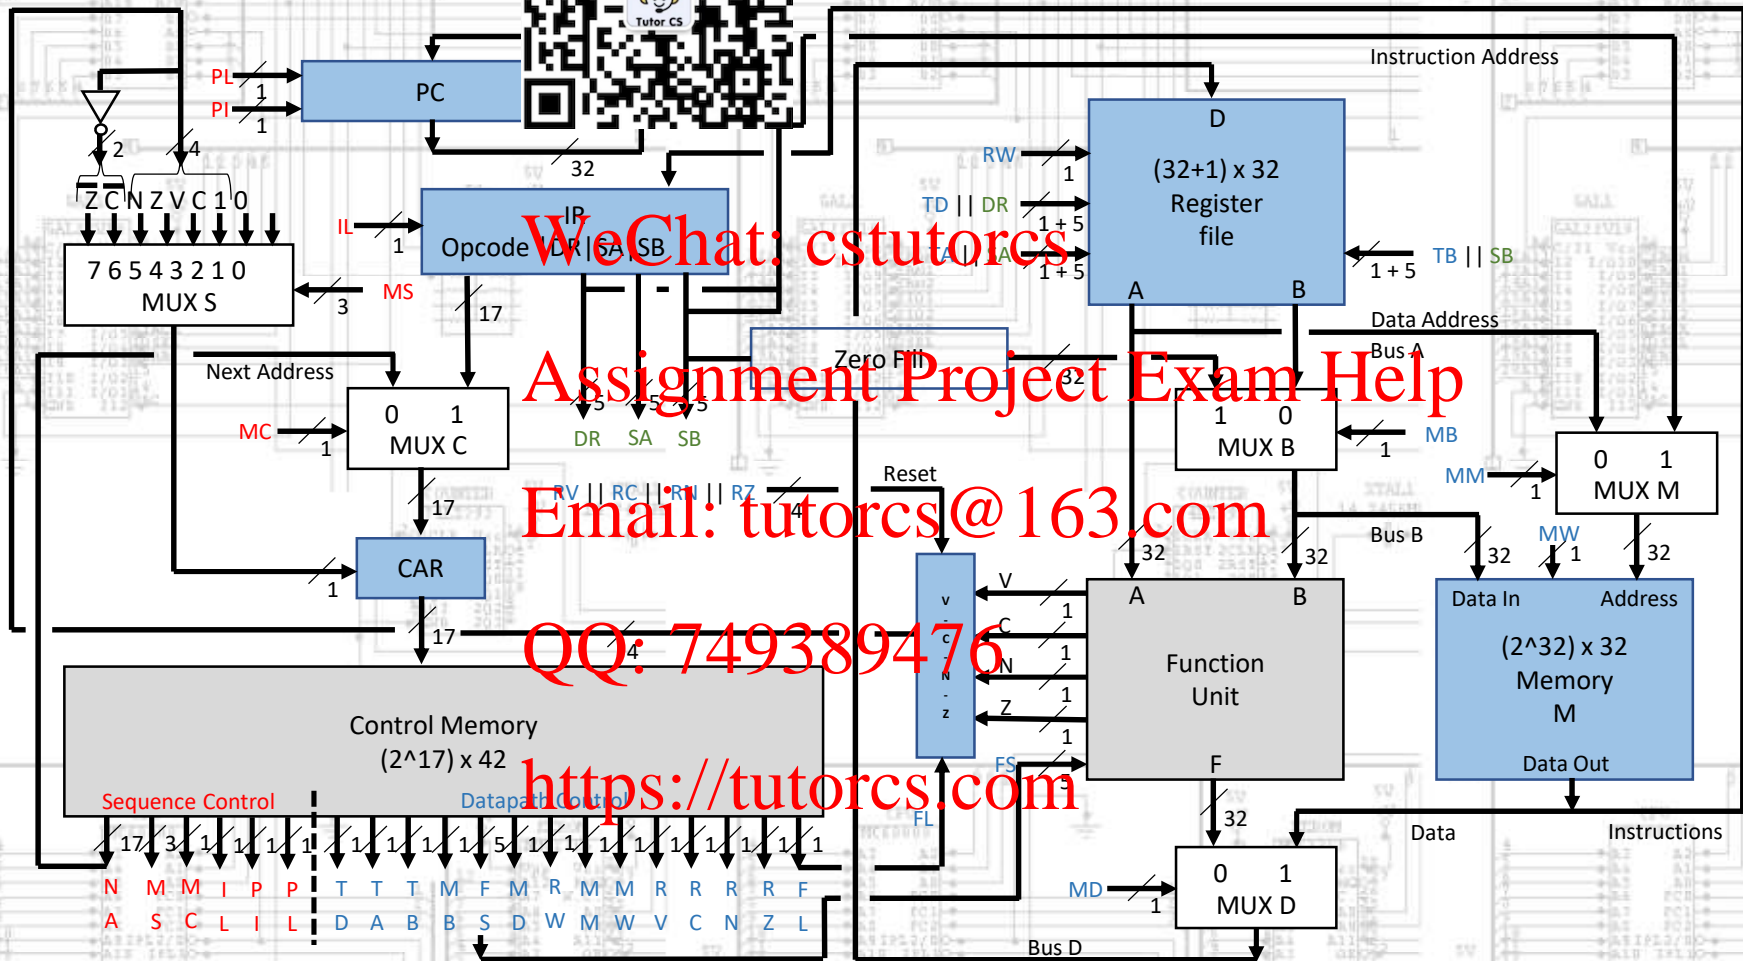 Tutor CS
Instruction Address
PL
1
PI
1
PC
32
D
(32+1) x 32
Register
file
A
B
RW
1
TD || DR
1 + 5
TA || SA
1 + 5
TB || SB
1 + 5
2
4
Z C N Z V C 1 0
7 6 5 4 3 2 1 0
MUX S
MS
3
IL
1
IR
Opcode |DR|SA|SB
17
WeChat: cstutorcs
Zero Fill
32
Data Address
Bus A
Next Address
0 1
MUX C
MC
1
17
5
5
5
DR SA SB
Assignment Project Exam Help
1 0
MUX B
MB
1
0 1
MUX M
MM
1
RV || RC || RN || RZ
4
Reset
Email: tutorcs@163.com
Bus B
32
32
32
MW
1
32
CAR
1
17
4
V
-
C
-
N
-
Z
V
1
C
1
N
1
Z
1
A B
Function
Unit
F
FS
5
FL
QQ: 749389476
Data In Address
(2^32) x 32
Memory
M
Data Out
Control Memory
(2^17) x 42
Sequence Control
Datapath Control
https://tutorcs.com
17 3 1 1 1 1 1 1 1 1 5 1 1 1 1 1 1 1 1 1
N M M I P P T T T M F M R M M R R R R F
A S C L I L D A B B S D W M W V C N Z L
32
Data
Instructions
0 1
MUX D
MD
1
Bus D